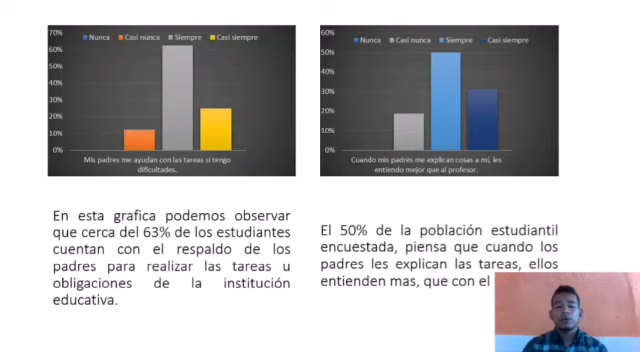 70%
60%
50%
40%
30%
20%
10%
0%
Nunca Casi nunca Siempre Casi siempre
Mis padres me ayudan con las tareas si tengo
dificultades.
60%
50%
40%
30%
20%
10%
0%
Nunca Casi nunca Siempre Casi siempre
Cuando mis padres me explican cosas a mí, les
entiendo mejor que al profesor.
En esta grafica podemos observar
que cerca del 63% de los estudiantes
cuentan con el respaldo de los
padres para realizar las tareas u
obligaciones de la institución
educativa.
El 50% de la población estudiantil
encuestada, piensa que cuando los
padres les explican las tareas, ellos
entienden mas, que con el